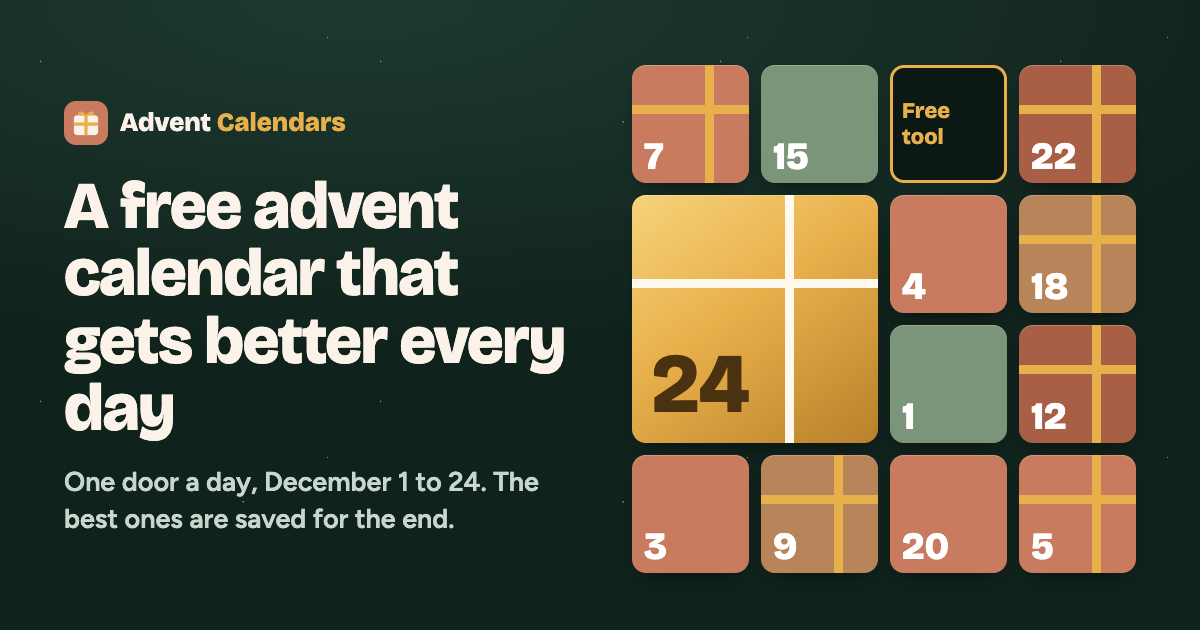 Advent Calendars
A free advent
calendar that
gets better every
day
One door a day, December 1 to 24. The
best ones are saved for the end.
7
15
Free
tool
22
24
4
18
1
12
3
9
20
5